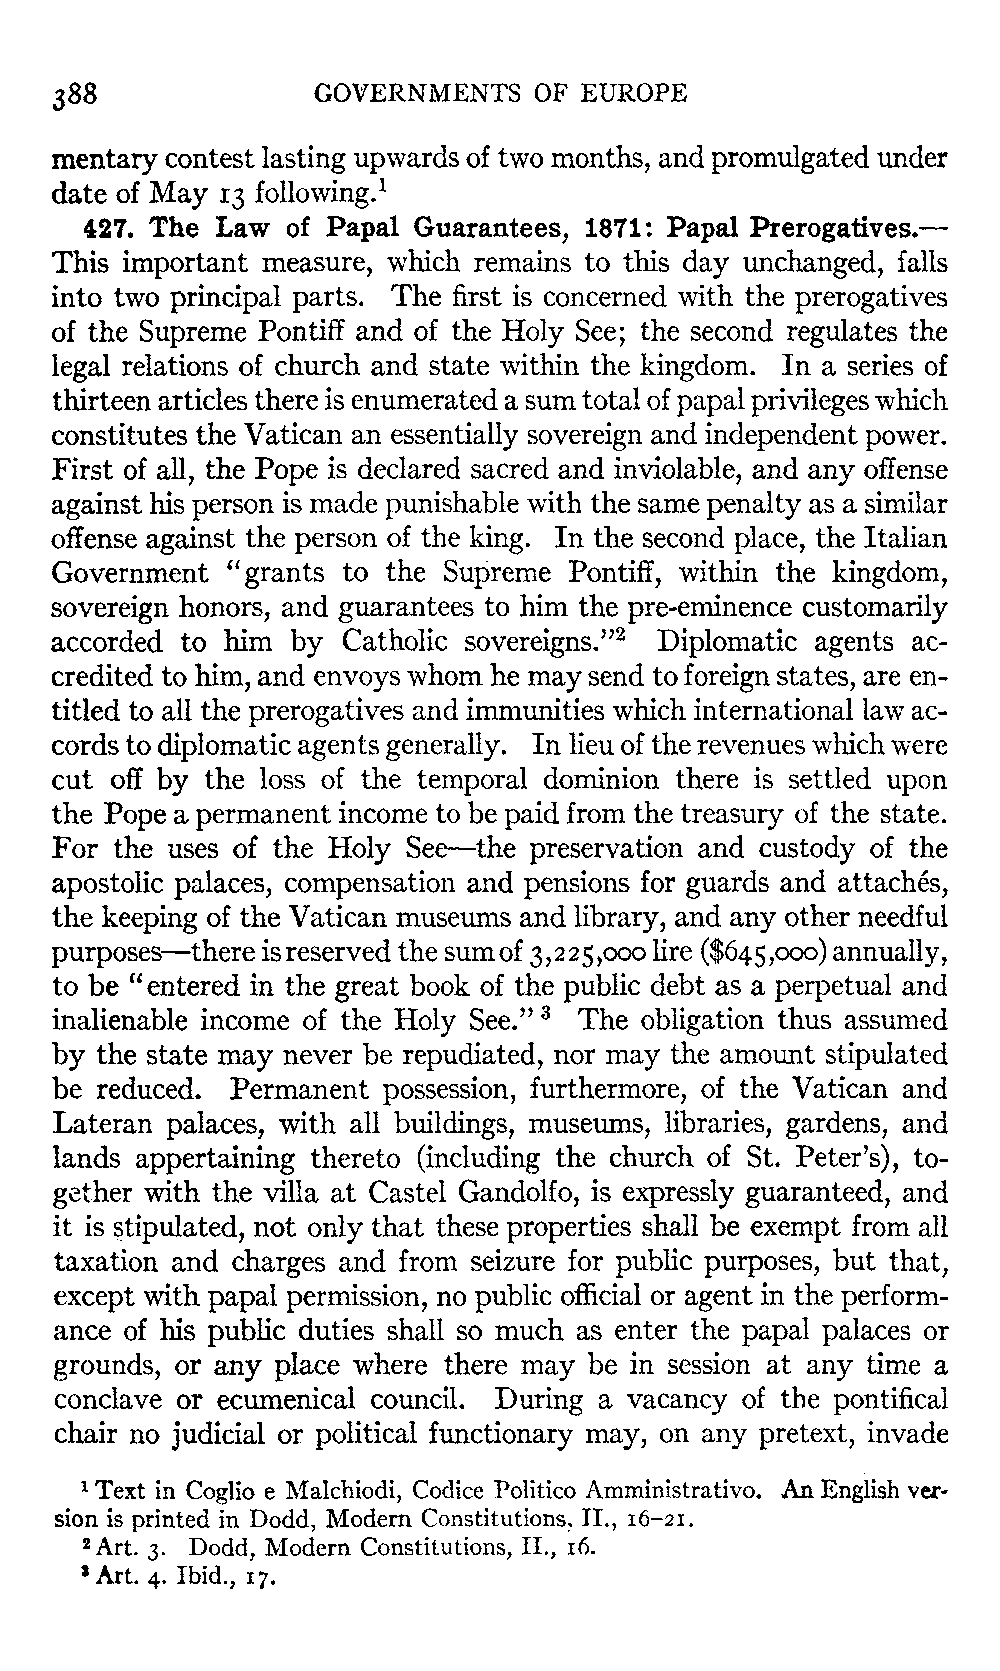 388 GOVERNMENTS OF EUROPE
mentary contest lasting upwards of two months, and promulgated under
date of May 13 following.¹
427. The Law of Papal Guarantees, 1871: Papal Prerogatives.—
This important measure, which remains to this day unchanged, falls
into two principal parts. The first is concerned with the prerogatives
of the Supreme Pontiff and of the Holy See; the second regulates the
legal relations of church and state within the kingdom. In a series of
thirteen articles there is enumerated a sum total of papal privileges which
constitutes the Vatican an essentially sovereign and independent power.
First of all, the Pope is declared sacred and inviolable, and any offense
against his person is made punishable with the same penalty as a similar
offense against the person of the king. In the second place, the Italian
Government “grants to the Supreme Pontiff, within the kingdom,
sovereign honors, and guarantees to him the pre-eminence customarily
accorded to him by Catholic sovereigns.”² Diplomatic agents ac-
credited to him, and envoys whom he may send to foreign states, are en-
titled to all the prerogatives and immunities which international law ac-
cords to diplomatic agents generally. In lieu of the revenues which were
cut off by the loss of the temporal dominion there is settled upon
the Pope a permanent income to be paid from the treasury of the state.
For the uses of the Holy See—the preservation and custody of the
apostolic palaces, compensation and pensions for guards and attachés,
the keeping of the Vatican museums and library, and any other needful
purposes—there is reserved the sum of 3,225,000 lire ($645,000) annually,
to be “entered in the great book of the public debt as a perpetual and
inalienable income of the Holy See.” ³ The obligation thus assumed
by the state may never be repudiated, nor may the amount stipulated
be reduced. Permanent possession, furthermore, of the Vatican and
Lateran palaces, with all buildings, museums, libraries, gardens, and
lands appertaining thereto (including the church of St. Peter’s), to-
gether with the villa at Castel Gandolfo, is expressly guaranteed, and
it is stipulated, not only that these properties shall be exempt from all
taxation and charges and from seizure for public purposes, but that,
except with papal permission, no public official or agent in the perform-
ance of his public duties shall so much as enter the papal palaces or
grounds, or any place where there may be in session at any time a
conclave or ecumenical council. During a vacancy of the pontifical
chair no judicial or political functionary may, on any pretext, invade
¹ Text in Coglio e Malchiodi, Codice Politico Amministrativo. An English ver-
sion is printed in Dodd, Modern Constitutions, II., 16–21.
² Art. 3. Dodd, Modern Constitutions, II., 16.
³ Art. 4. Ibid., 17.